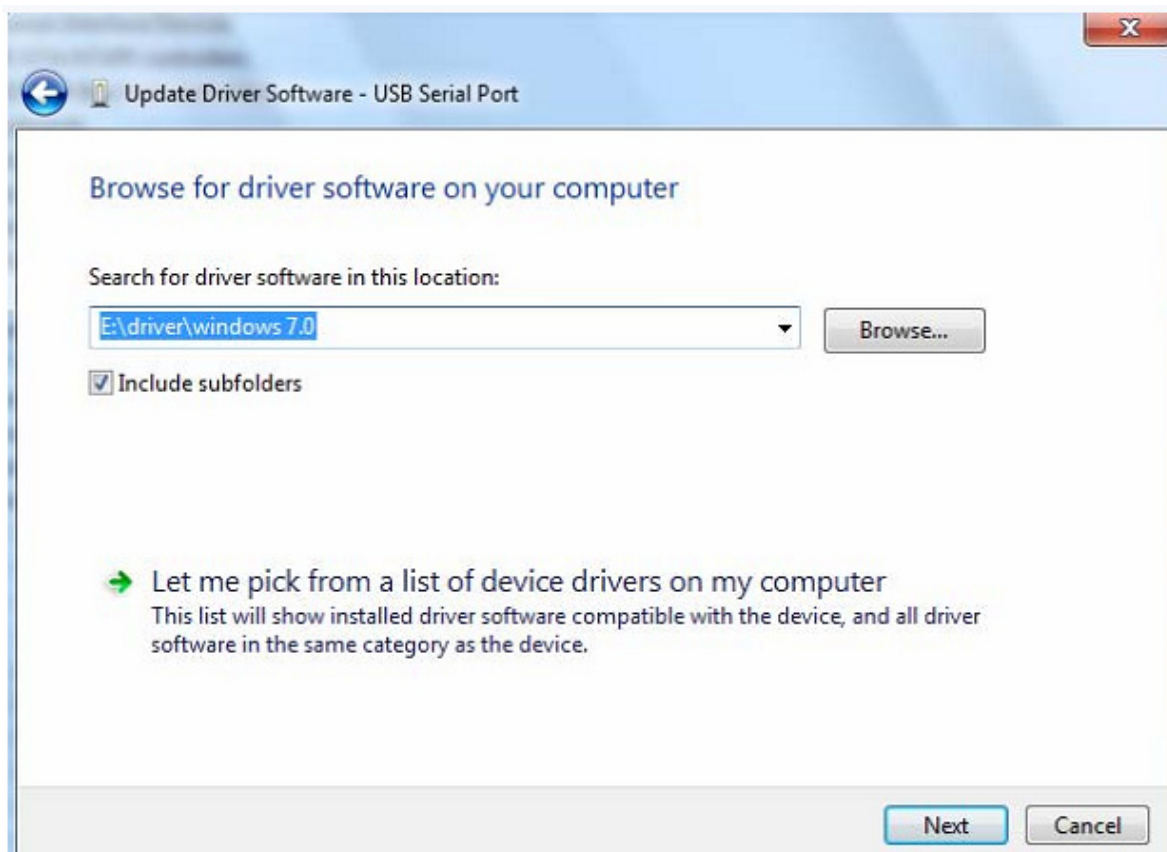 Update Driver Software - USB Serial Port
Browse for driver software on your computer
Search for driver software in this location:
E:\driver\windows 7.0
Browse...
Include subfolders
Let me pick from a list of device drivers on my computer
This list will show installed driver software compatible with the device, and all driver
software in the same category as the device.
Next
Cancel